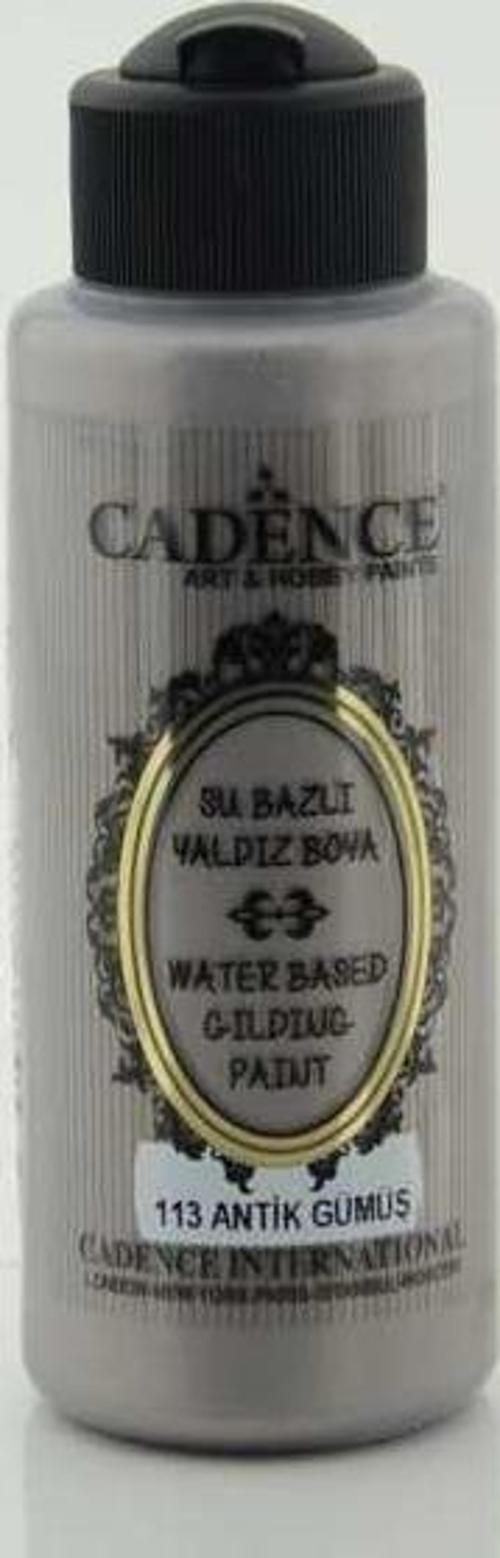 CADENCE
ART & HOBBY PAINTS
SU BAZLI
YALDIZ BOYA
WATER BASED
GILDING
PAINT
113 ANTİK GÜMÜŞ
CADENCE INTERNATIONAL